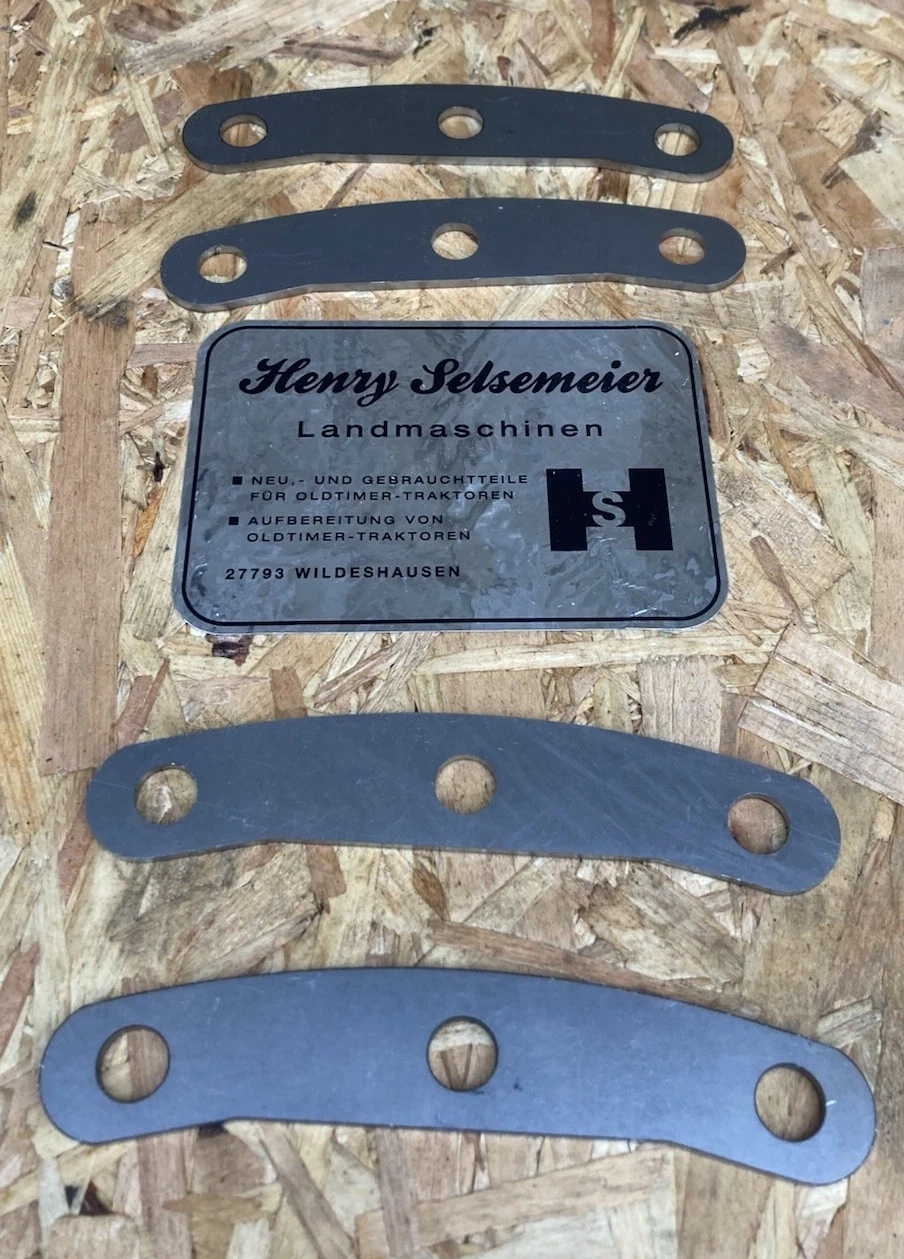 Henry Selsemeier
Landmaschinen
■ NEU,- UND GEBRAUCHTTEILE
FÜR OLDTIMER-TRAKTOREN
■ AUFBEREITUNG VON
OLDTIMER-TRAKTOREN
HS
27793 WILDESHAUSEN